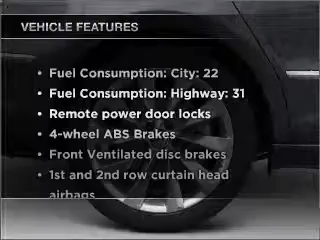 VEHICLE FEATURES
• Fuel Consumption: City: 22
• Fuel Consumption: Highway: 31
• Remote power door locks
• 4-wheel ABS Brakes
• Front Ventilated disc brakes
• 1st and 2nd row curtain head
airbags